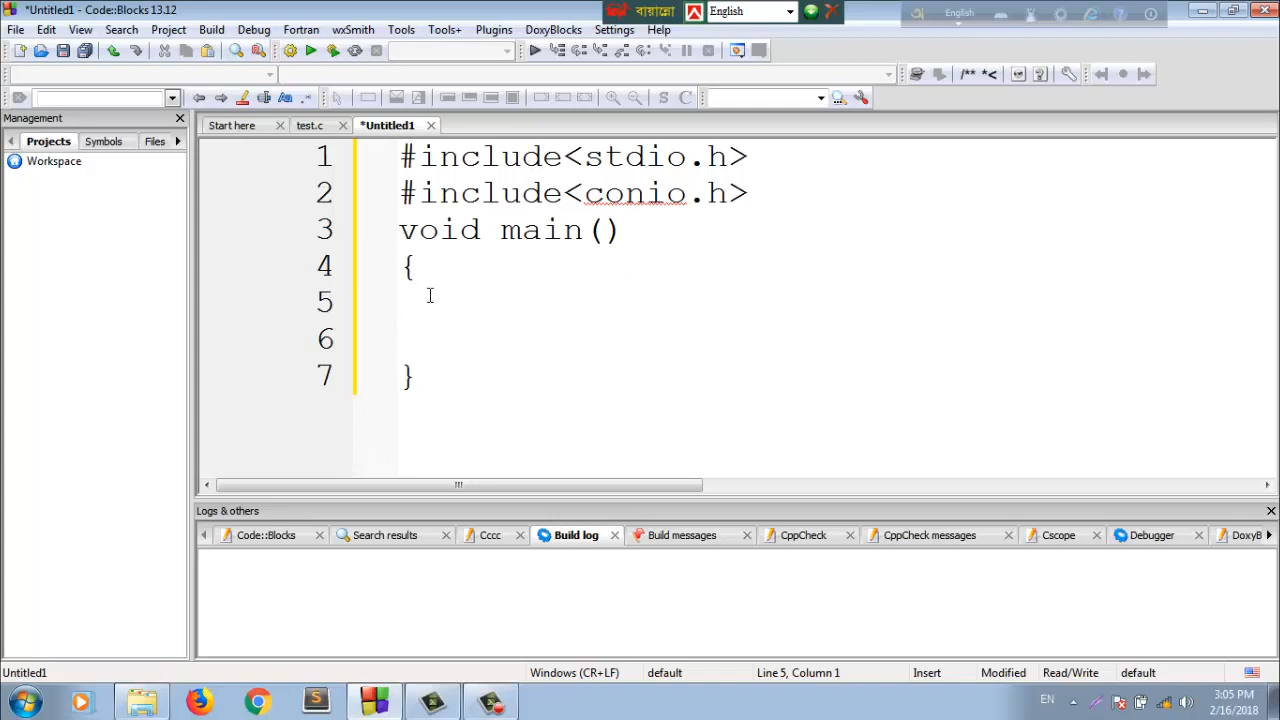 *Untitled1 - Code::Blocks 13.12
বায়ান্নো English
English
File Edit View Search Project Build Debug Fortran wxSmith Tools Tools+ Plugins DoxyBlocks Settings Help
/** *<
S C
Management
Projects Symbols Files
Workspace
Start here test.c *Untitled1
1 #include<stdio.h>
2 #include<conio.h>
3 void main()
4 {
5
6
7 }
Logs & others
Code::Blocks Search results Cccc Build log Build messages CppCheck CppCheck messages Cscope Debugger DoxyB
Untitled1 Windows (CR+LF) default Line 5, Column 1 Insert Modified Read/Write default
EN 3:05 PM
2/16/2018